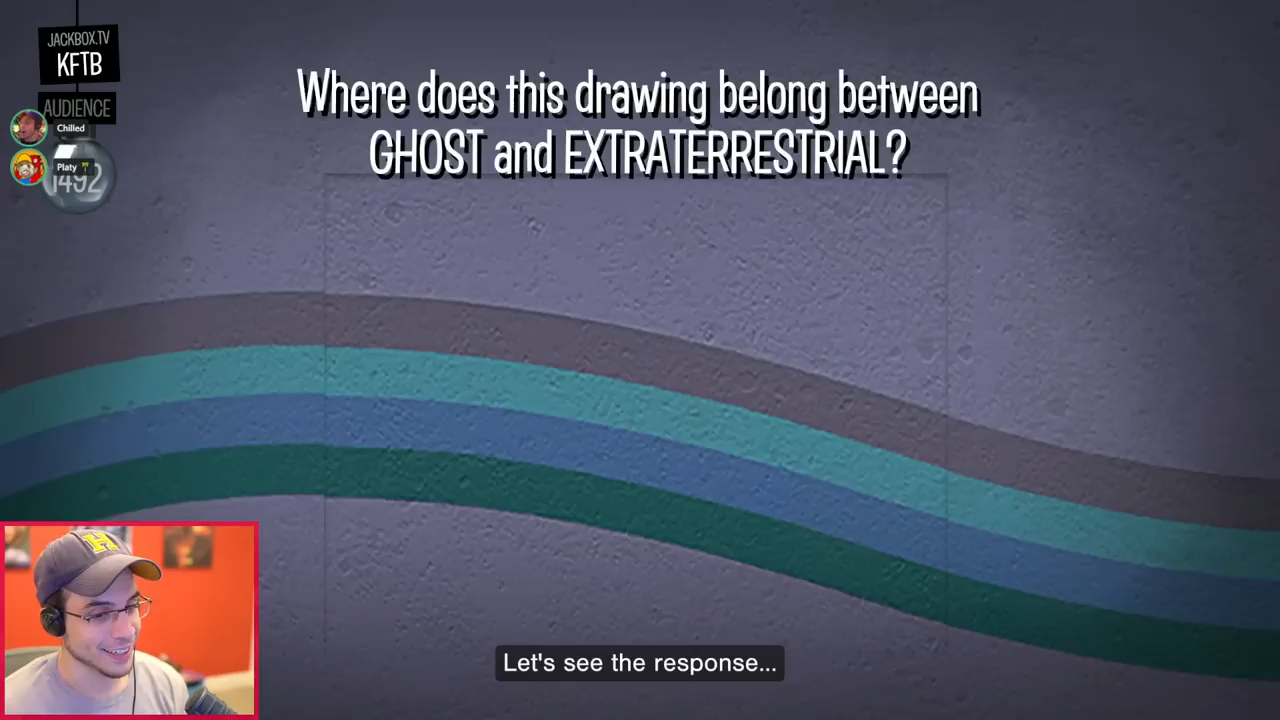 JACKBOX.TV
KFTB
AUDIENCE
Chilled
Platy
1492
Where does this drawing belong between
GHOST and EXTRATERRESTRIAL?
Let's see the response...